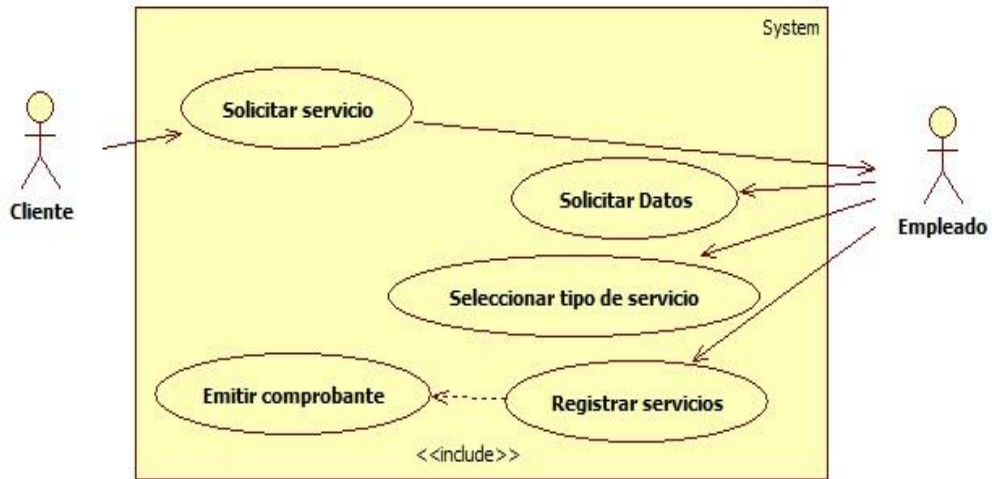 System
Solicitar servicio
Cliente
Solicitar Datos
Empleado
Seleccionar tipo de servicio
Emitir comprobante
Registrar servicios
<<include>>